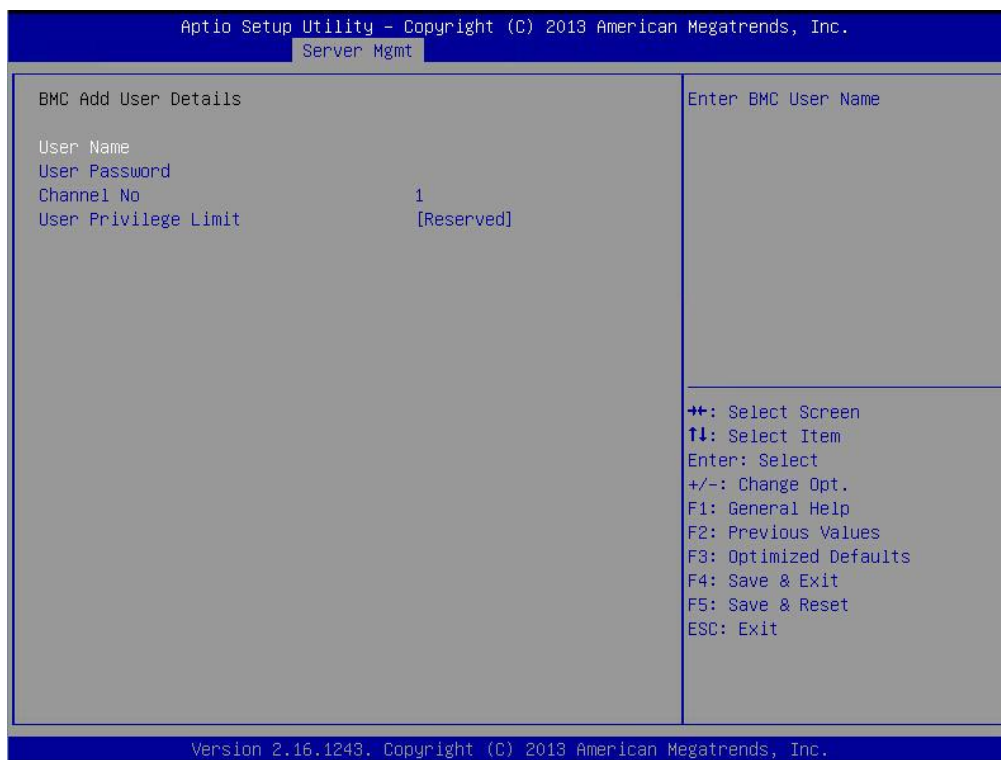 Aptio Setup Utility – Copyright (C) 2013 American Megatrends, Inc.
Server Mgmt
BMC Add User Details
User Name
User Password
Channel No 1
User Privilege Limit [Reserved]
Enter BMC User Name
→←: Select Screen
↑↓: Select Item
Enter: Select
+/-: Change Opt.
F1: General Help
F2: Previous Values
F3: Optimized Defaults
F4: Save & Exit
F5: Save & Reset
ESC: Exit
Version 2.16.1243. Copyright (C) 2013 American Megatrends, Inc.